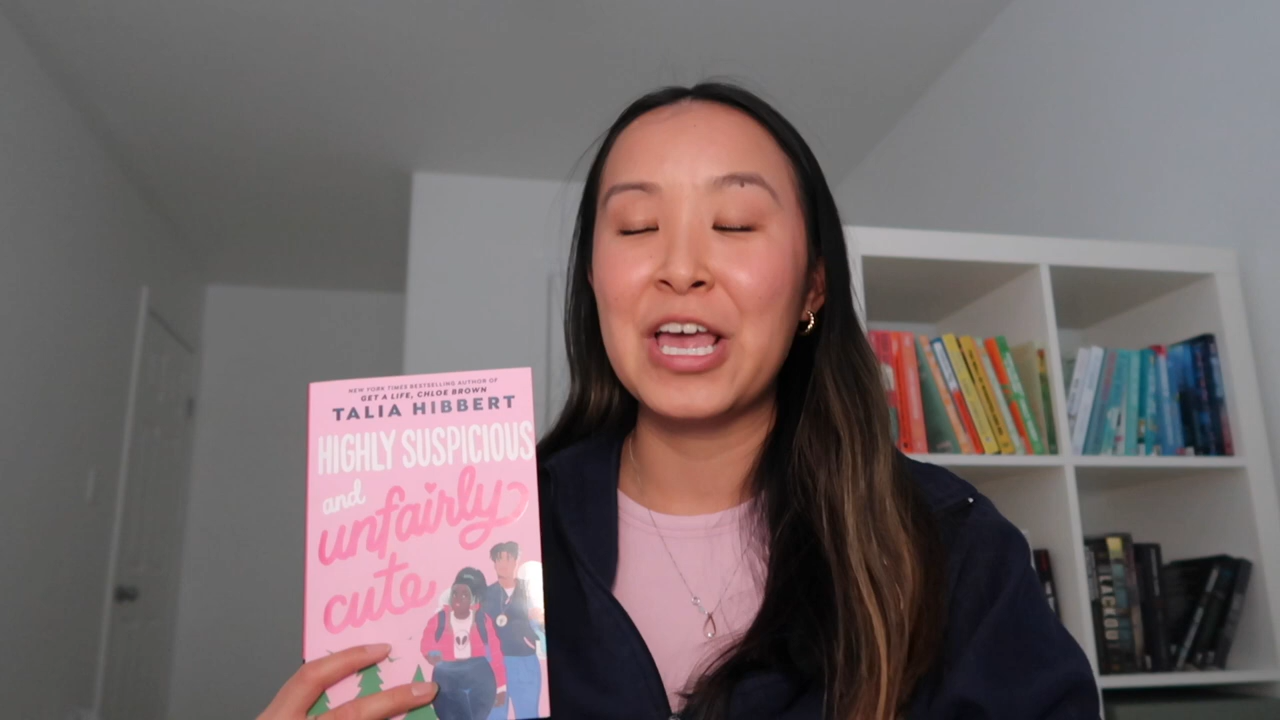 NEW YORK TIMES BESTSELLING AUTHOR OF
GET A LIFE, CHLOE BROWN
TALIA HIBBERT
HIGHLY SUSPICIOUS
and
unfairly
cute